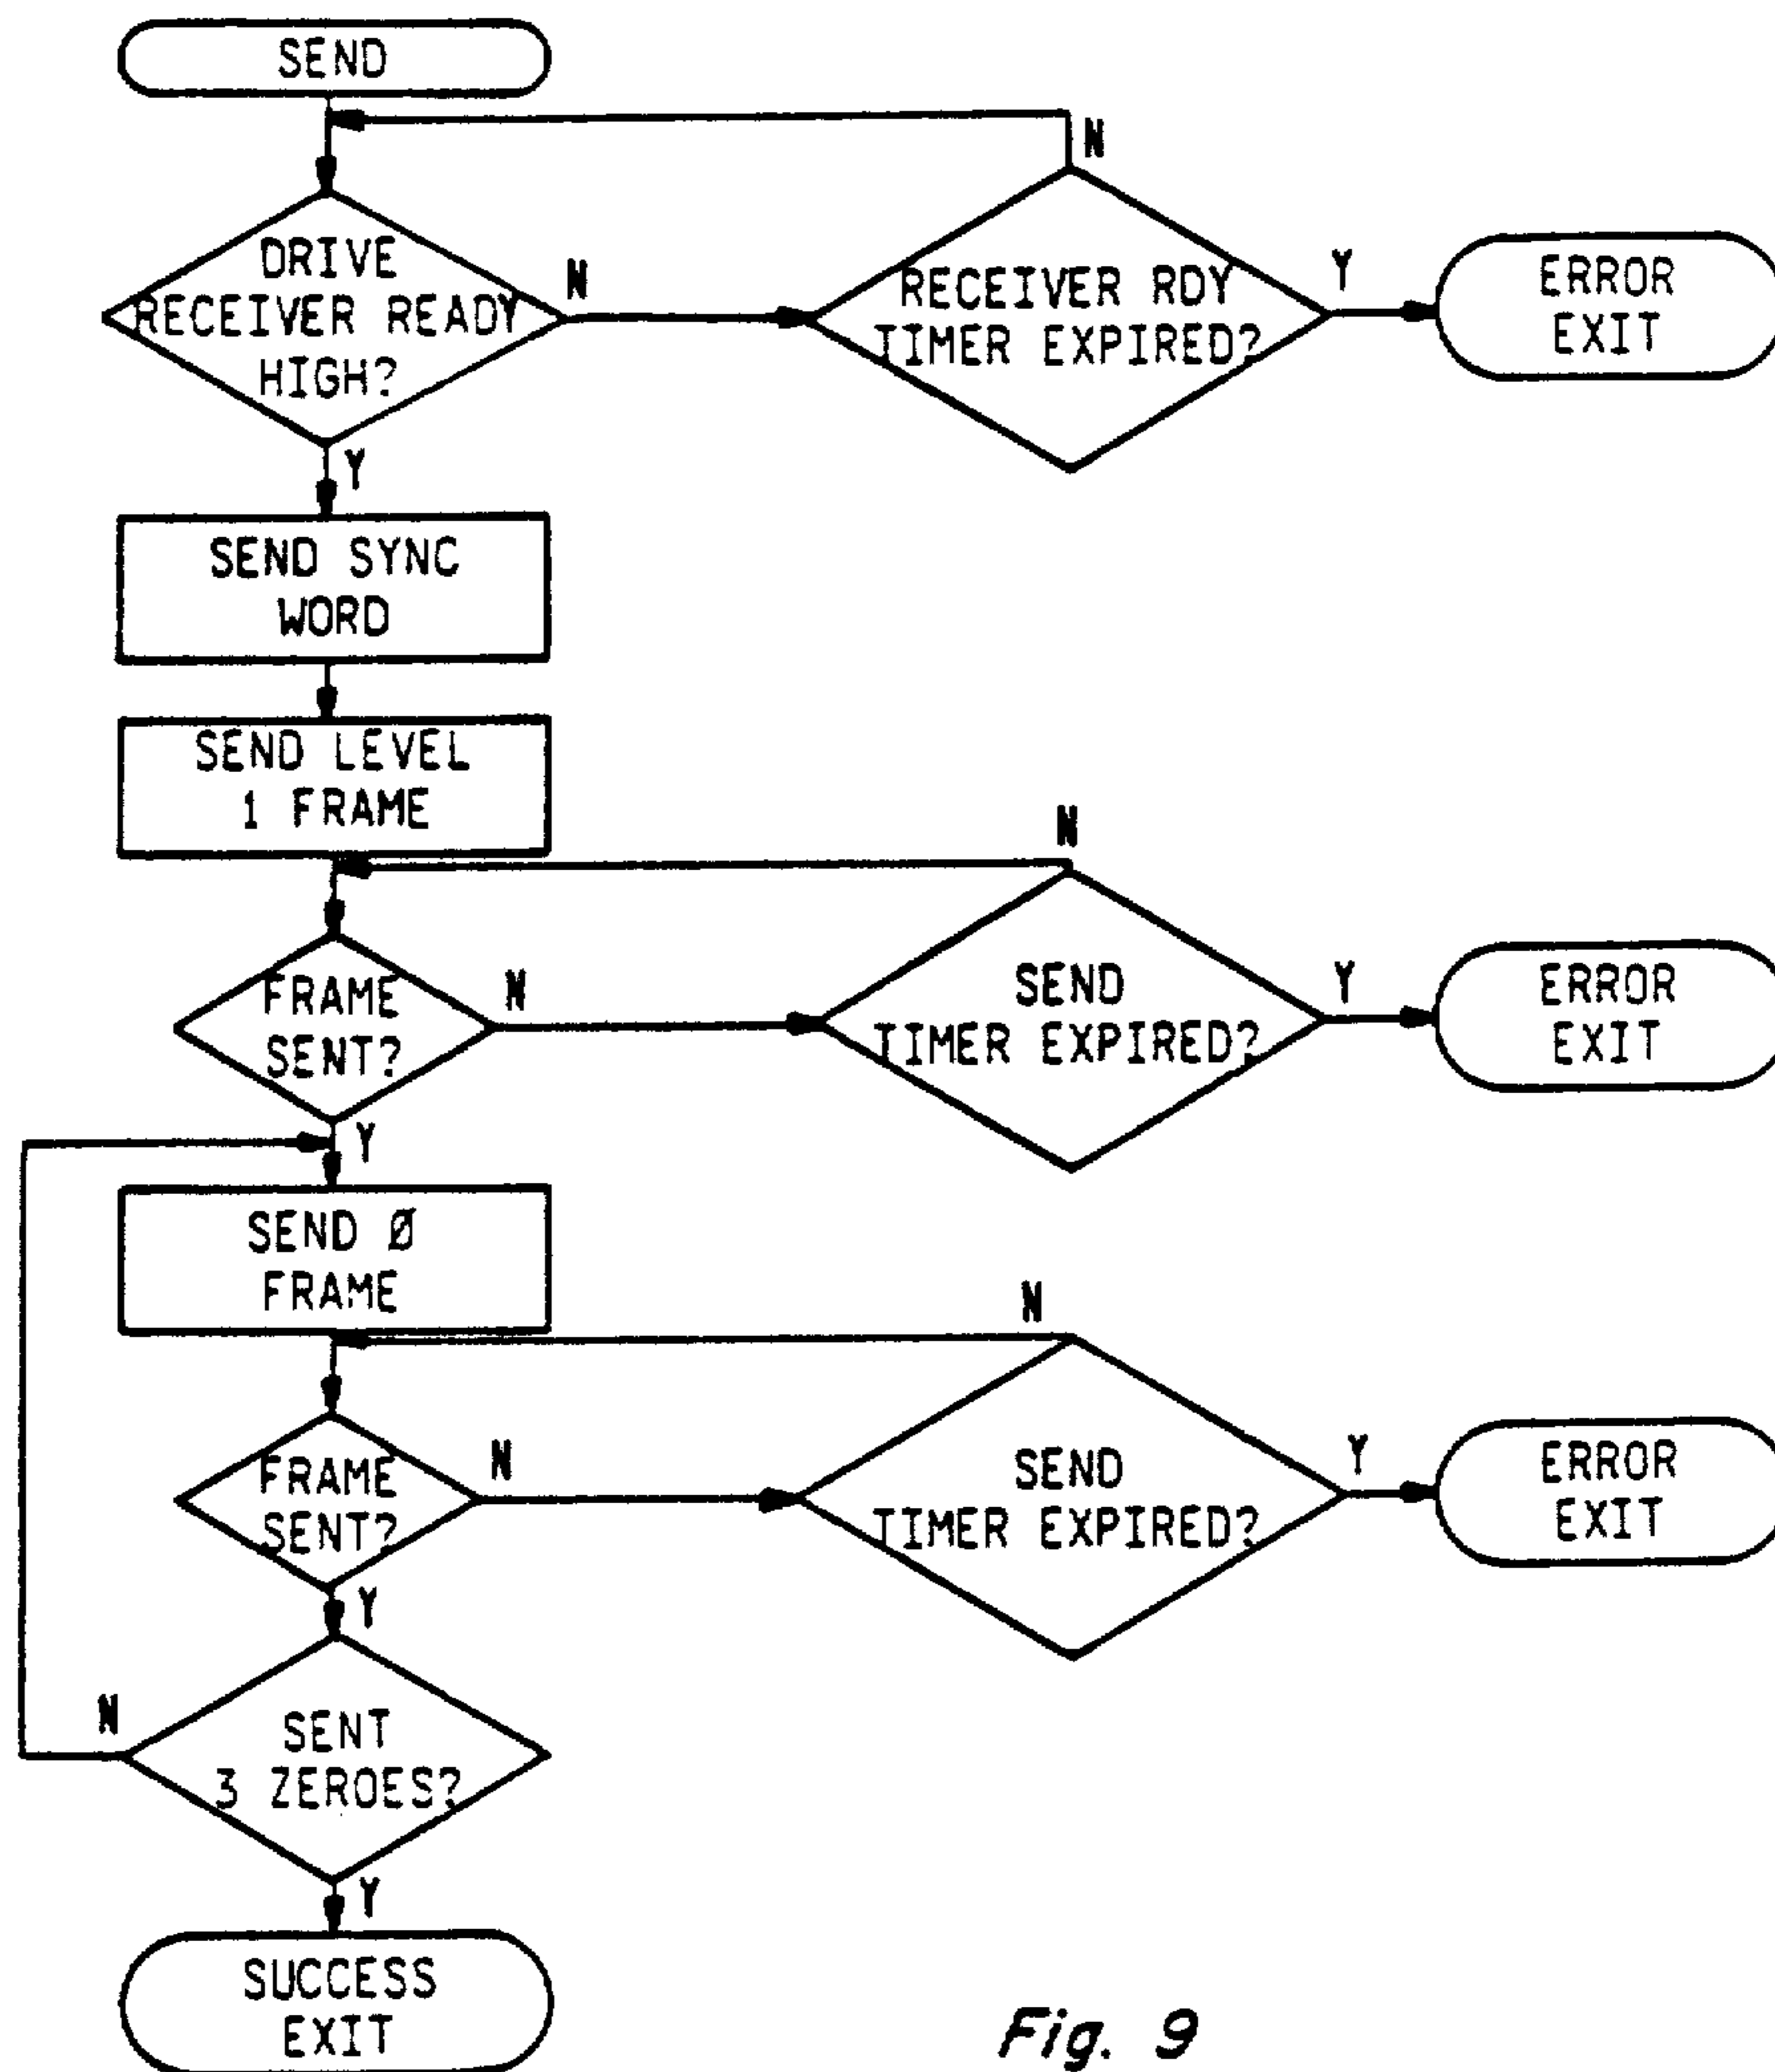 SEND
N
DRIVE
RECEIVER READY
HIGH?
N
RECEIVER RDY
TIMER EXPIRED?
Y
ERROR
EXIT
Y
SEND SYNC
WORD
SEND LEVEL
1 FRAME
N
FRAME
SENT?
N
SEND
TIMER EXPIRED?
Y
ERROR
EXIT
Y
SEND Ø
FRAME
N
FRAME
SENT?
N
SEND
TIMER EXPIRED?
Y
ERROR
EXIT
Y
N
SENT
3 ZEROES?
Y
SUCCESS
EXIT
Fig. 9